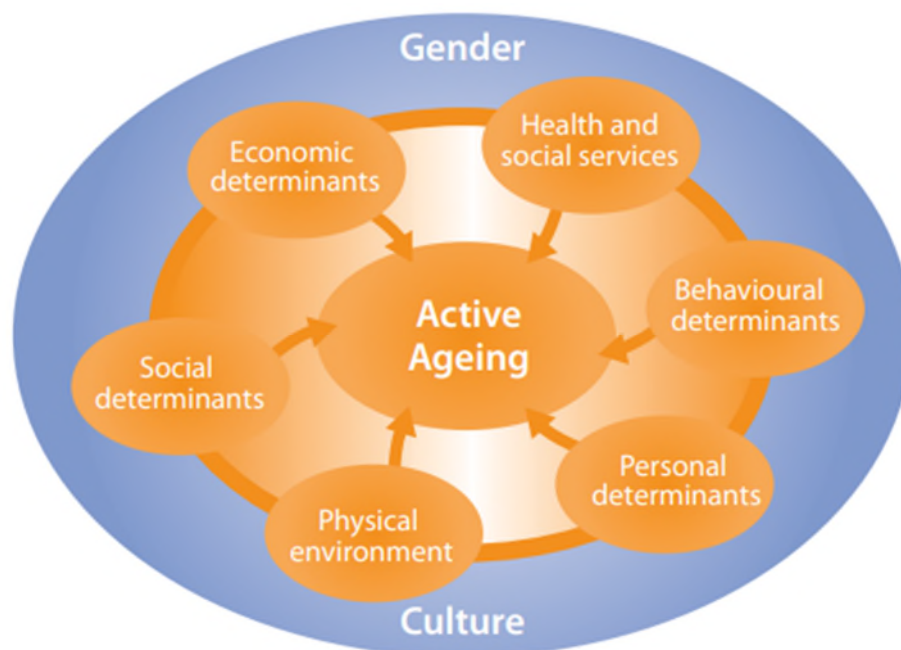 Gender
Economic
determinants
Health and
social services
Active
Ageing
Behavioural
determinants
Social
determinants
Personal
determinants
Physical
environment
Culture